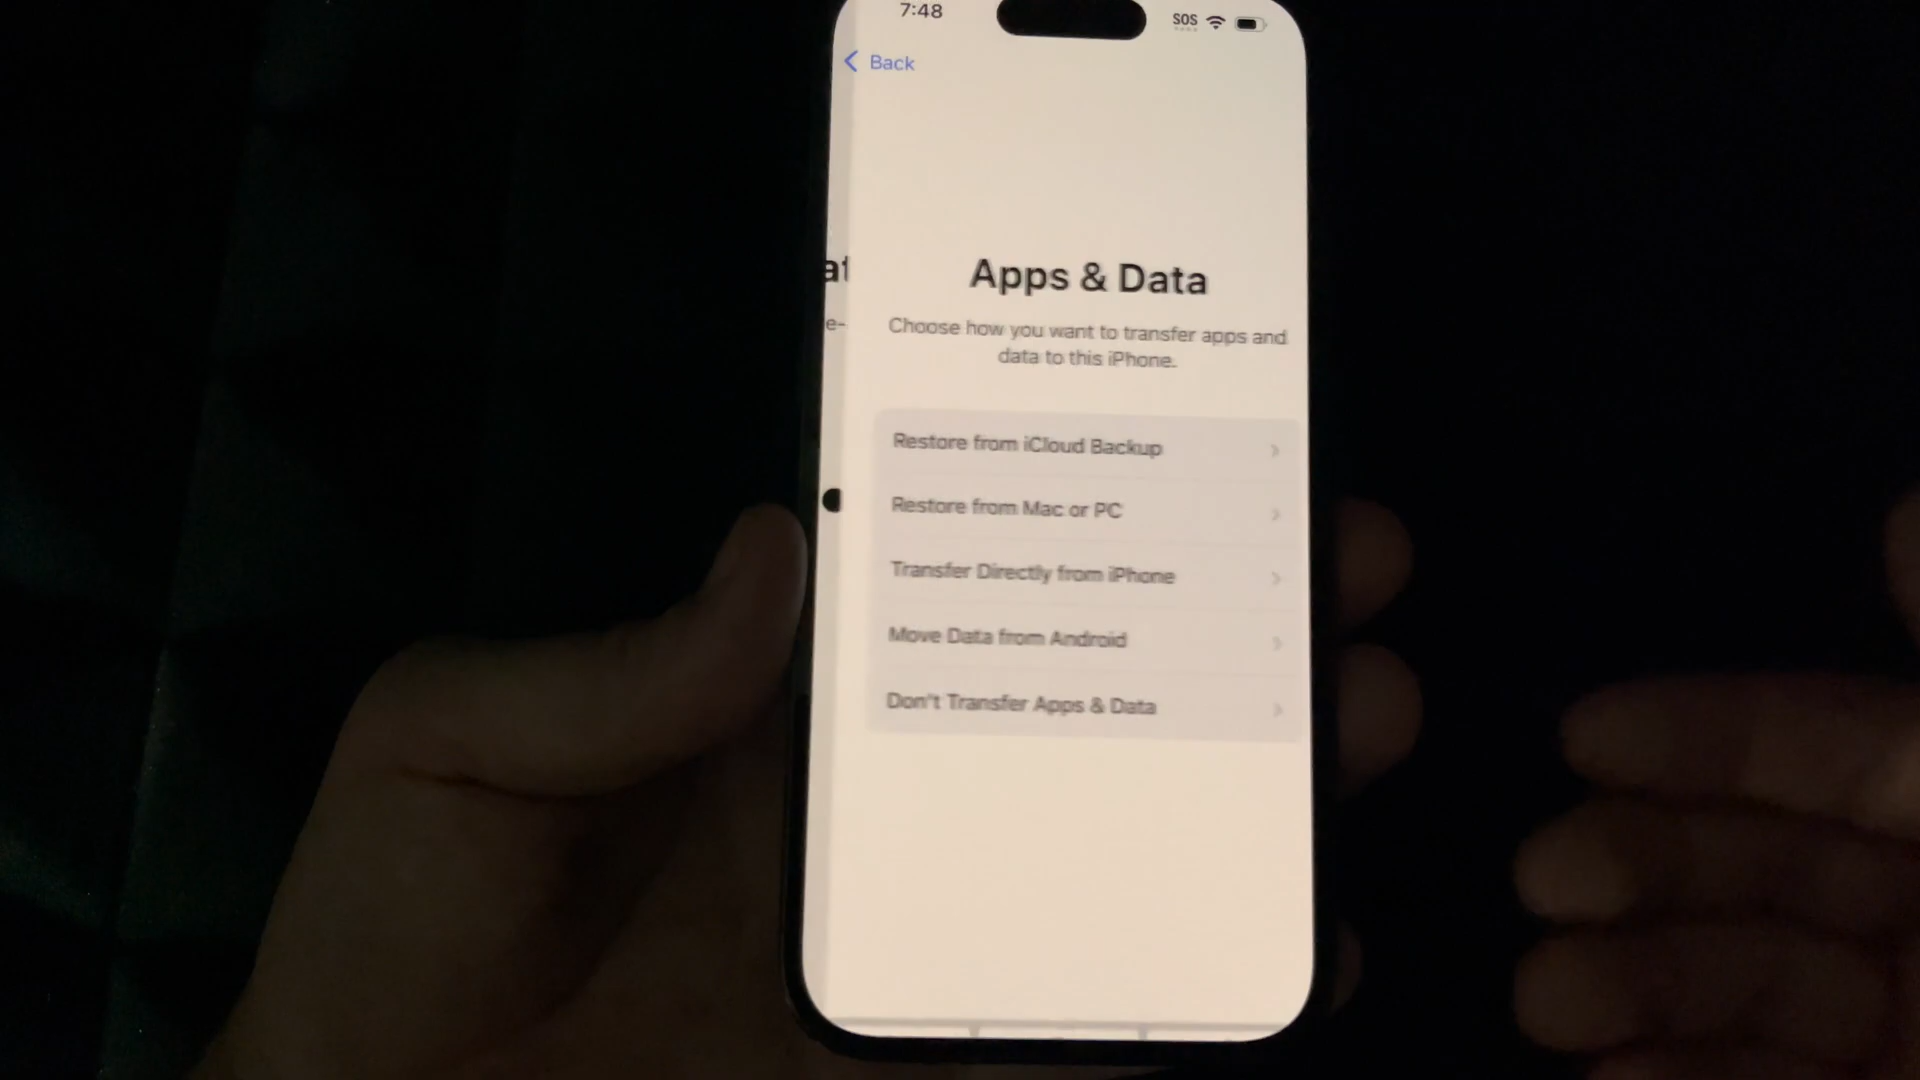 7:48
SOS
Back
at
Apps & Data
e-
Choose how you want to transfer apps and
data to this iPhone.
Restore from iCloud Backup
Restore from Mac or PC
Transfer Directly from iPhone
Move Data from Android
Don't Transfer Apps & Data